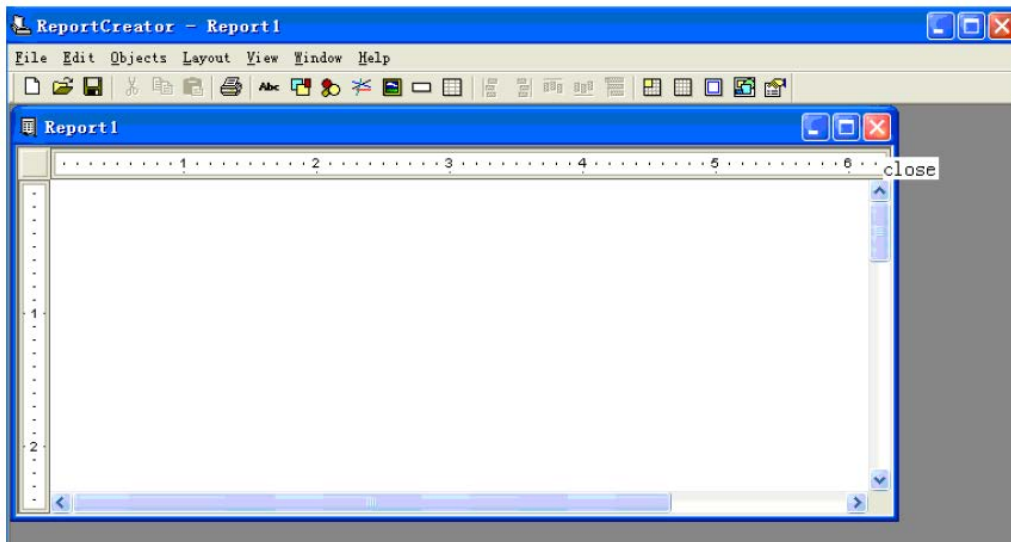 ReportCreator - Report1
File Edit Objects Layout View Window Help
Abc
Report1
1 2 3 4 5 6
close
1
2